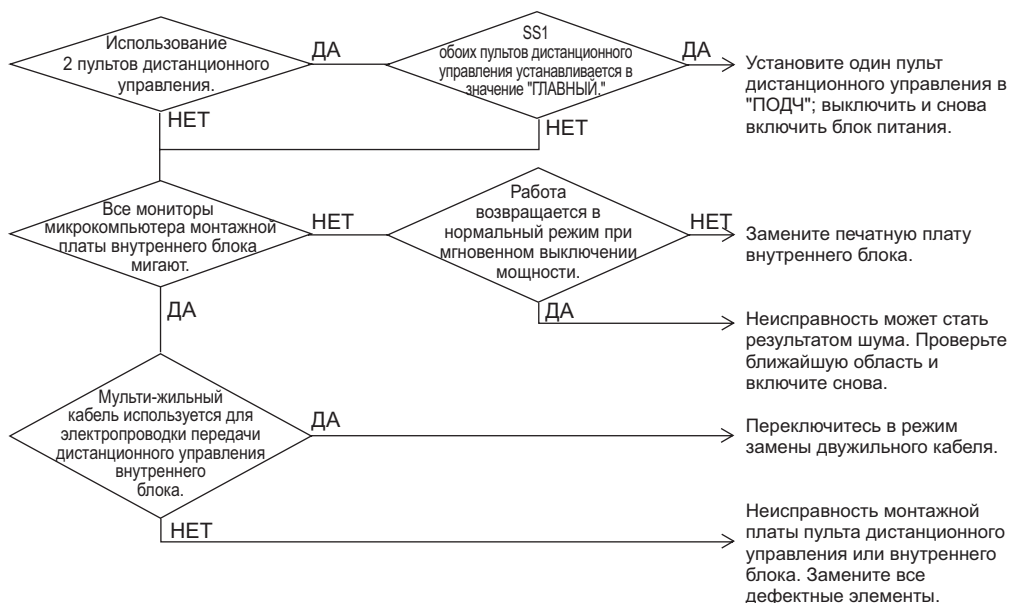 Использование
2 пультов дистанционного
управления.
ДА
SS1
обоих пультов дистанционного
управления устанавливается в
значение "ГЛАВНЫЙ."
ДА
Установите один пульт
дистанционного управления в
"ПОДЧ"; выключить и снова
включить блок питания.
НЕТ
НЕТ
Все мониторы
микрокомпьютера монтажной
платы внутреннего блока
мигают.
НЕТ
Работа
возвращается в
нормальный режим при
мгновенном выключении
мощности.
НЕТ
Замените печатную плату
внутреннего блока.
ДА
ДА
Неисправность может стать
результатом шума. Проверьте
ближайшую область и
включите снова.
Мульти-жильный
кабель используется для
электропроводки передачи
дистанционного управления
внутреннего
блока.
ДА
Переключитесь в режим
замены двужильного кабеля.
НЕТ
Неисправность монтажной
платы пульта дистанционного
управления или внутреннего
блока. Замените все
дефектные элементы.